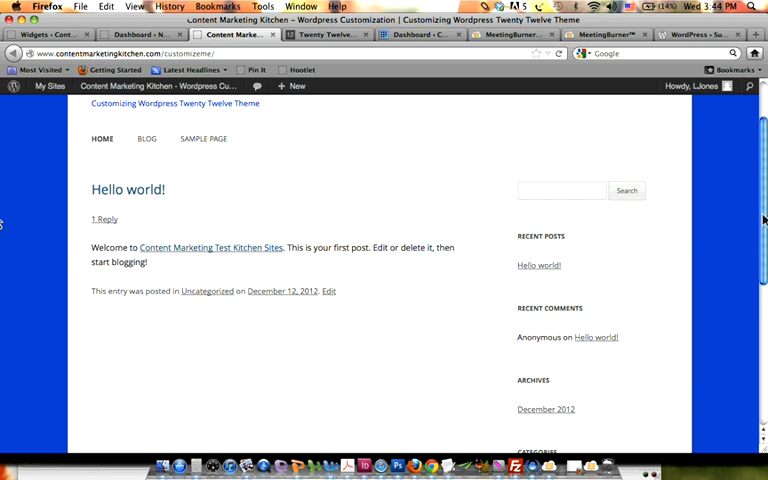 Firefox File Edit View History Bookmarks Tools Window Help 5 (14%) Wed 3:44 PM
Content Marketing Kitchen – Wordpress Customization | Customizing Wordpress Twenty Twelve Theme
Widgets ‹ Cont... Dashboard ‹ N... Content Marke... Twenty Twelve... Dashboard ‹ C... MeetingBurner... MeetingBurner™ WordPress › Su...
www.contentmarketingkitchen.com/customizeme/ Google
Most Visited Getting Started Latest Headlines Pin It Hootlet Bookmarks
My Sites Content Marketing Kitchen - Wordpress Cu... + New Howdy, LJones
Customizing Wordpress Twenty Twelve Theme
HOME BLOG SAMPLE PAGE
Hello world!
Search
1 Reply
RECENT POSTS
Welcome to Content Marketing Test Kitchen Sites. This is your first post. Edit or delete it, then
start blogging!
Hello world!
This entry was posted in Uncategorized on December 12, 2012. Edit
RECENT COMMENTS
Anonymous on Hello world!
ARCHIVES
December 2012
CATEGORIES